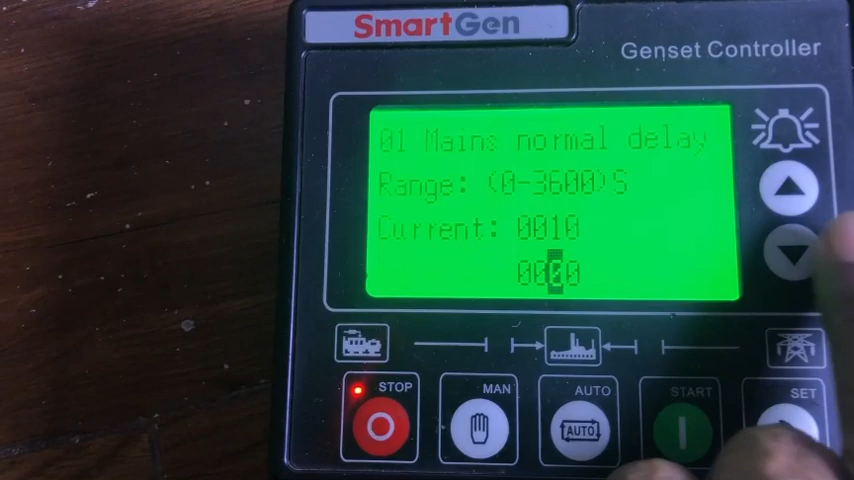 SmartGen
Genset Controller
01 Mains normal delay
Range: (0-3600)S
Current: 0010
0000
STOP
MAN
AUTO
START
SET
AUTO